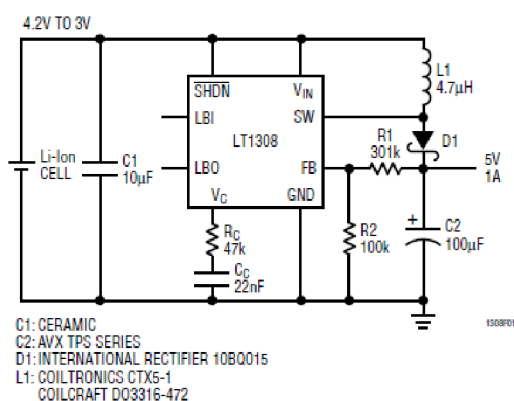 4.2V TO 3V
L1
4.7µH
SHDN
VIN
LBI
SW
LT1308
R1
301k
D1
Li-Ion
CELL
C1
10µF
LBO
FB
5V
1A
VC
GND
RC
47k
R2
100k
+
C2
100µF
CC
22nF
C1: CERAMIC
C2: AVX TPS SERIES
D1: INTERNATIONAL RECTIFIER 10BQ015
L1: COILTRONICS CTX5-1
COILCRAFT DO3316-472
1308F01